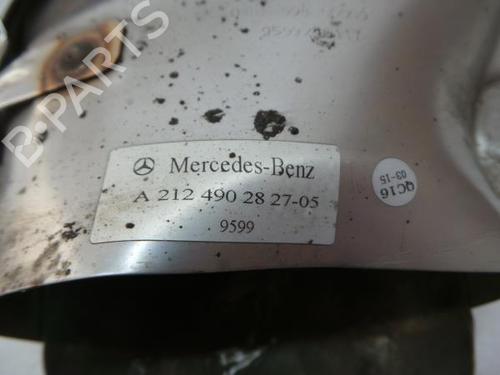 B-PARTS
Mercedes-Benz
A 212 490 28 27-05
9599
QC16
03-15